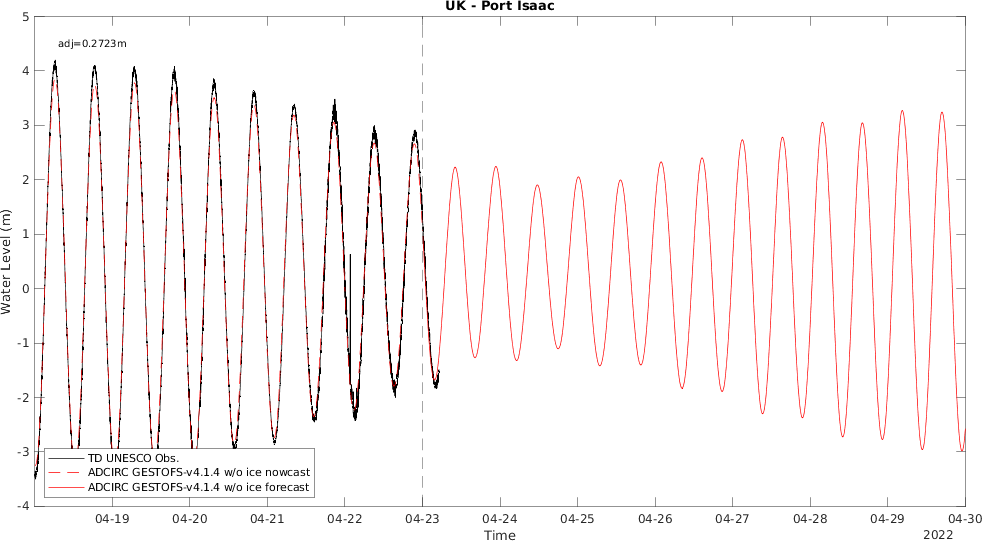 UK - Port Isaac
adj=0.2723m
Water Level (m)
5
4
3
2
1
0
-1
-2
-3
-4
TD UNESCO Obs.
ADCIRC GESTOFS-v4.1.4 w/o ice nowcast
ADCIRC GESTOFS-v4.1.4 w/o ice forecast
04-19 04-20 04-21 04-22 04-23 04-24 04-25 04-26 04-27 04-28 04-29 04-30
Time
2022